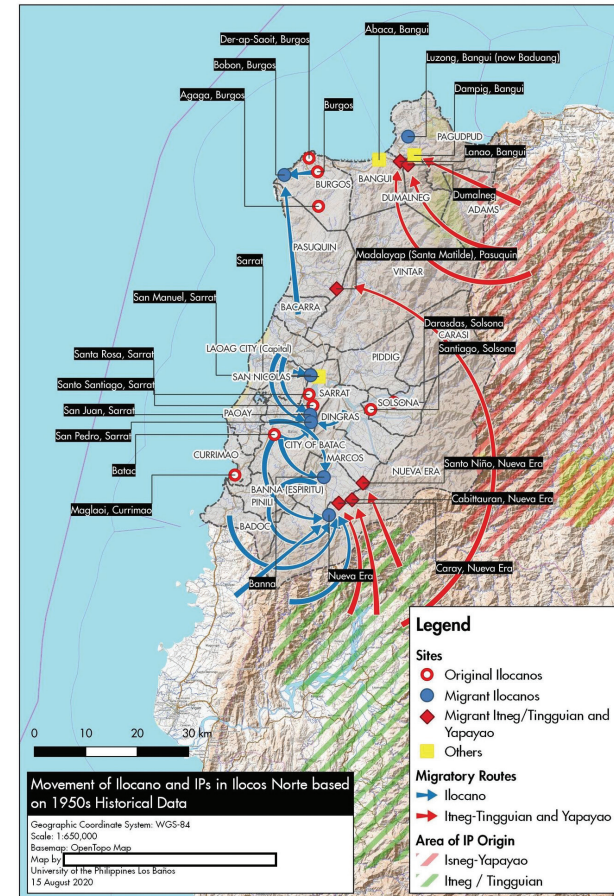 Abaca, Bangui
Der-ap-Saoit, Burgos
Luzong, Bangui (now Baduang)
Bobon, Burgos
Dampig, Bangui
Agaga, Burgos
Burgos
PAGUDPUD
Lanao, Bangui
BURGOS
BANGUI
DUMALNEG
Dumalneg
ADAMS
PASUQUIN
Sarrat
Madalayap (Santa Matilde), Pasuquin
VINTAR
San Manuel, Sarrat
BACARRA
Darasdas, Solsona
CARASI
LAOAG CITY (Capital)
Santiago, Solsona
Santa Rosa, Sarrat
PIDDIG
SAN NICOLAS
Santo Santiago, Sarrat
SARRAT
SOLSONA
San Juan, Sarrat
PAOAY
DINGRAS
San Pedro, Sarrat
CITY OF BATAC
CURRIMAO
MARCOS
Santo Niño, Nueva Era
Batac
NUEVA ERA
BANNA (ESPIRITU)
Cabittauran, Nueva Era
PINILI
Maglaoi, Currimao
BADOC
Banna
Nueva Era
Caray, Nueva Era
Legend
Sites
Original Ilocanos
Migrant Ilocanos
Migrant Itneg/Tingguian and
Yapayao
Others
Migratory Routes
Ilocano
Itneg-Tingguian and Yapayao
Area of IP Origin
Isneg-Yapayao
Itneg / Tingguian
0 10 20 30 km
Movement of Ilocano and IPs in Ilocos Norte based
on 1950s Historical Data
Geographic Coordinate System: WGS-84
Scale: 1:650,000
Basemap: OpenTopo Map
Map by
University of the Philippines Los Baños
15 August 2020